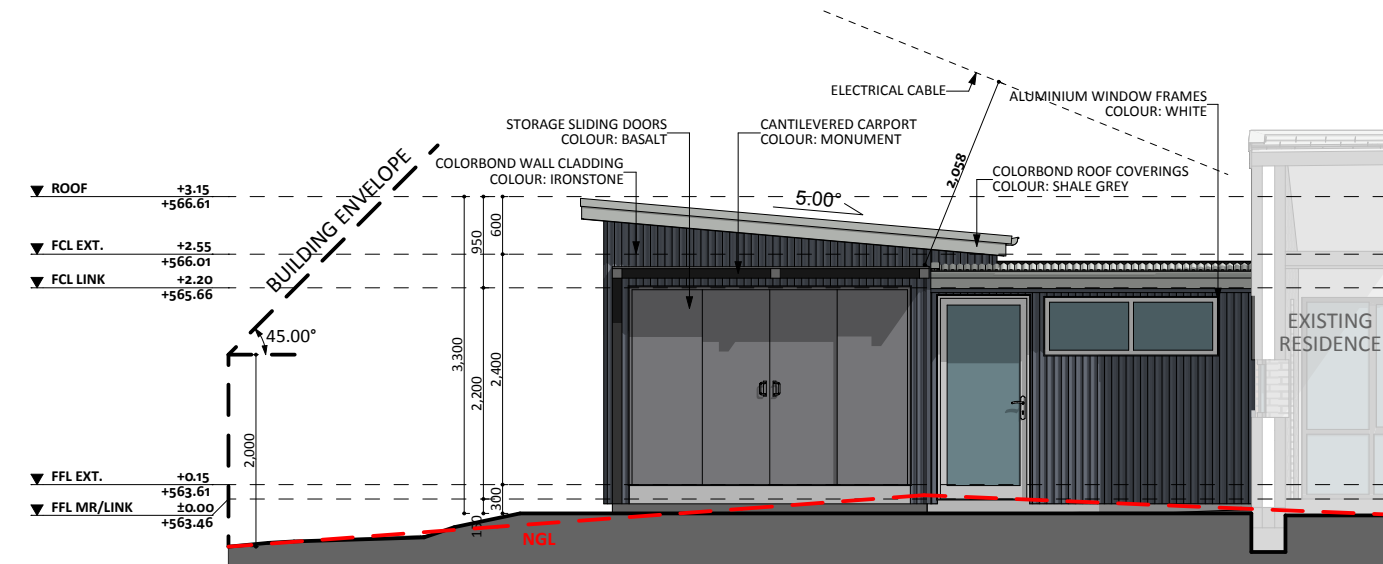 ELECTRICAL CABLE
ALUMINIUM WINDOW FRAMES
COLOUR: WHITE
STORAGE SLIDING DOORS
COLOUR: BASALT
CANTILEVERED CARPORT
COLOUR: MONUMENT
COLORBOND WALL CLADDING
COLOUR: IRONSTONE
COLORBOND ROOF COVERINGS
COLOUR: SHALE GREY
2,058
5.00°
BUILDING ENVELOPE
45.00°
2,000
ROOF +3.15
+566.61
FCL EXT. +2.55
+566.01
FCL LINK +2.20
+565.66
FFL EXT. +0.15
+563.61
FFL MR/LINK ±0.00
+563.46
3,300
950
2,200
600
2,400
300
NGL
EXISTING
RESIDENCE